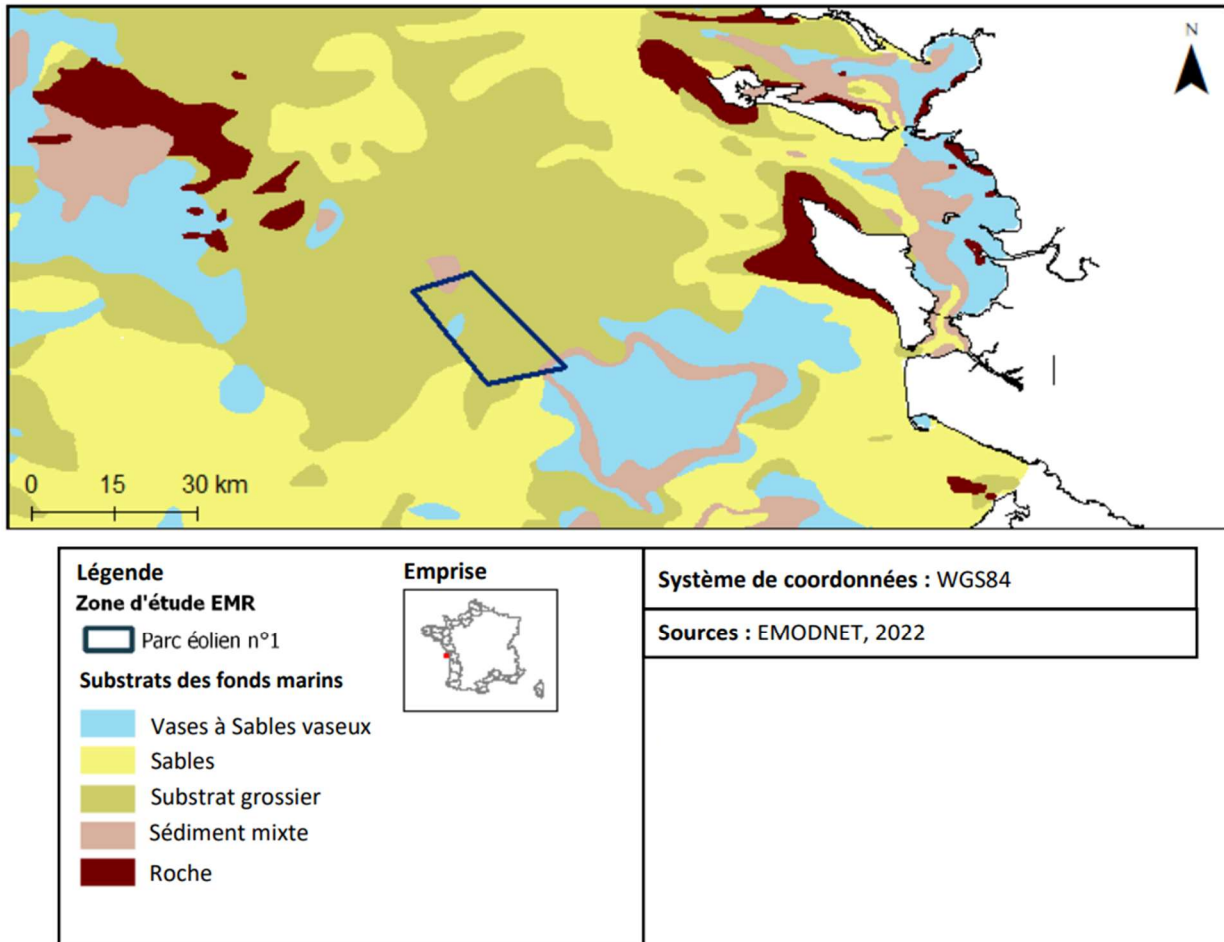 N
0 15 30 km
Légende
Zone d'étude EMR
Parc éolien n°1
Substrats des fonds marins
Vases à Sables vaseux
Sables
Substrat grossier
Sédiment mixte
Roche
Emprise
Système de coordonnées : WGS84
Sources : EMODNET, 2022